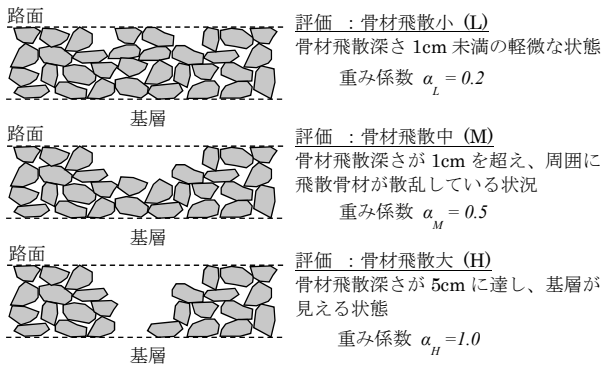 路面
評価 ：骨材飛散小 (L)
骨材飛散深さ 1cm 未満の軽微な状態
重み係数 α_L = 0.2
基層
路面
評価 ：骨材飛散中 (M)
骨材飛散深さが 1cm を超え、周囲に
飛散骨材が散乱している状況
重み係数 α_M = 0.5
基層
路面
評価 ：骨材飛散大 (H)
骨材飛散深さが 5cm に達し、基層が
見える状態
重み係数 α_H =1.0
基層